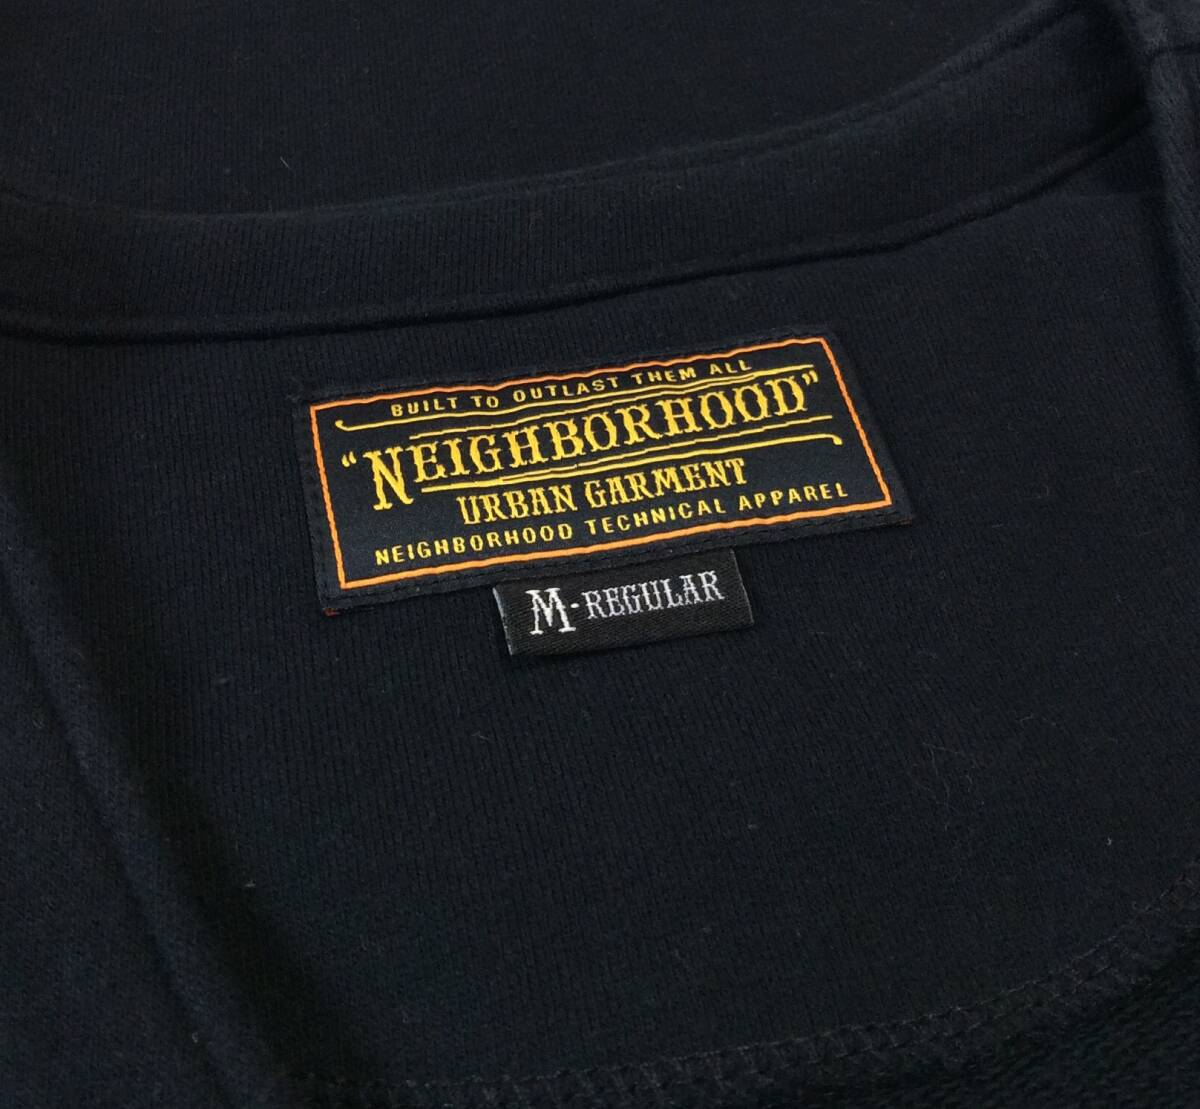 BUILT TO OUTLAST THEM ALL
"NEIGHBORHOOD"
URBAN GARMENT
NEIGHBORHOOD TECHNICAL APPAREL
M-REGULAR